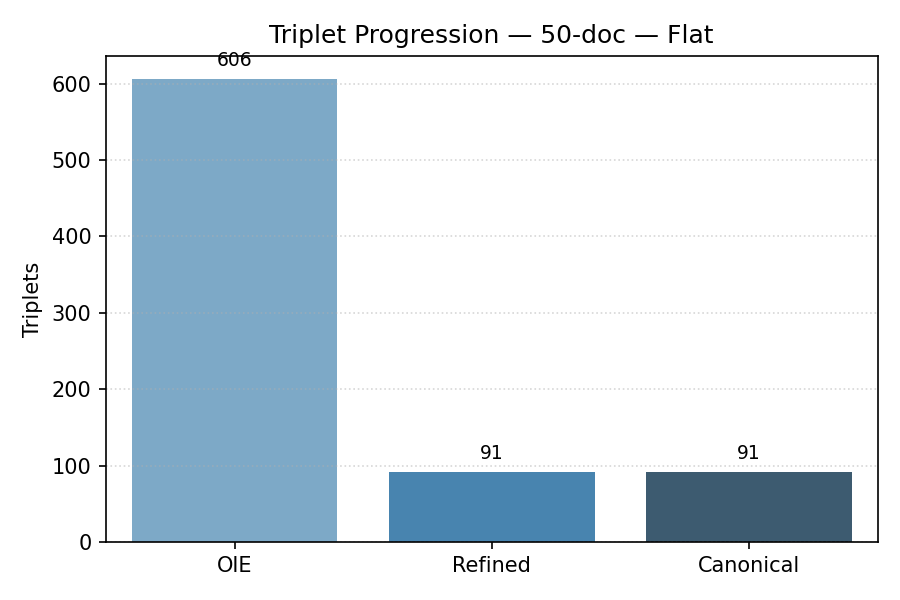 Triplet Progression — 50-doc — Flat
606
600
500
400
300
200
100
0
Triplets
91
91
OIE
Refined
Canonical